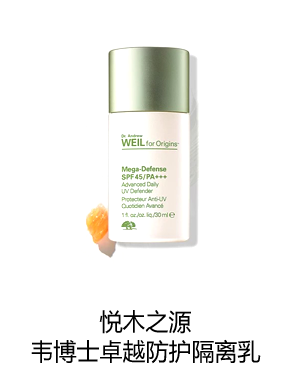 Dr. Andrew
WEIL for Origins™
Mega-Defense
SPF 45/PA+++
Advanced Daily
UV Defender
Protecteur Anti-UV
Quotidien Avancé
1 fl. oz./oz. liq./30 ml ℮
悦木之源
韦博士卓越防护隔离乳